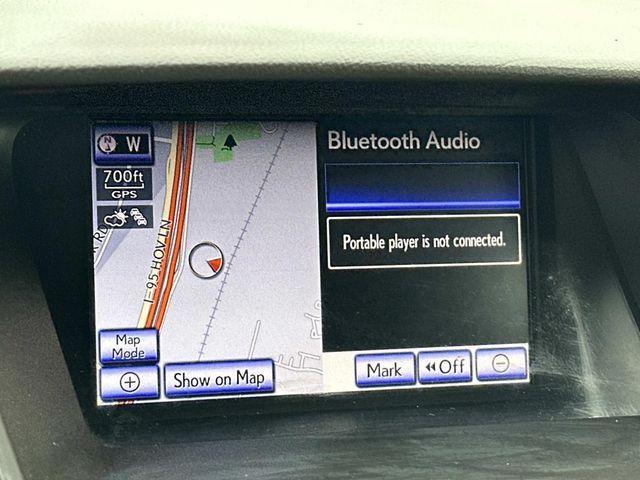 N
W
700ft
GPS
I-95 HOV LN
Map
Mode
Show on Map
Bluetooth Audio
Portable player is not connected.
Mark
Off